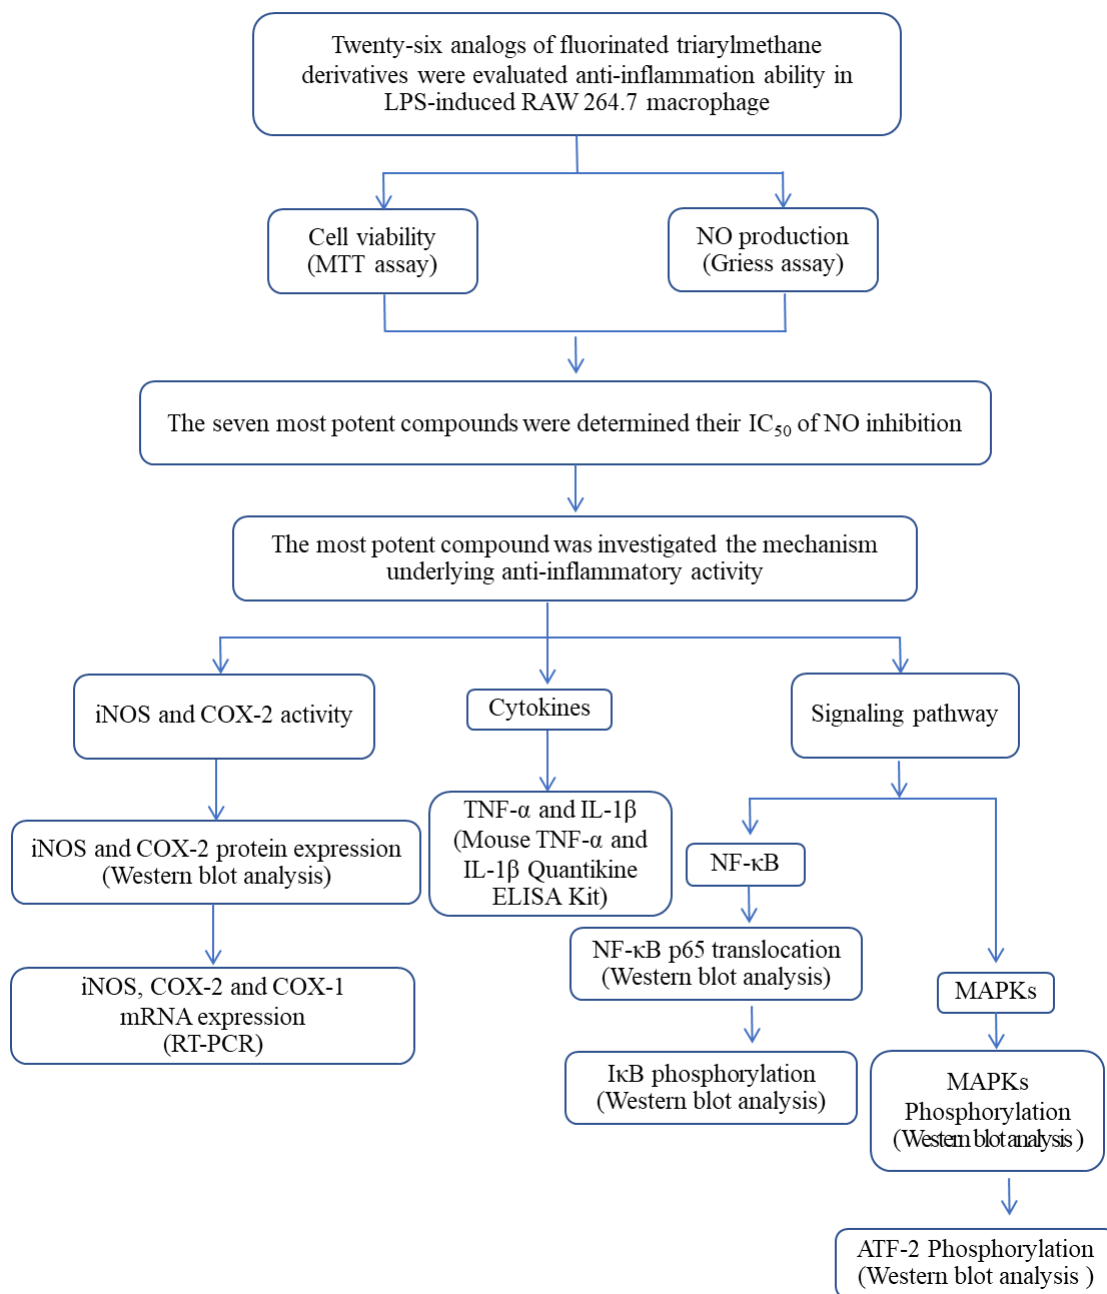 Twenty-six analogs of fluorinated triarylmethane
derivatives were evaluated anti-inflammation ability in
LPS-induced RAW 264.7 macrophage
Cell viability
(MTT assay)
NO production
(Griess assay)
The seven most potent compounds were determined their IC50 of NO inhibition
The most potent compound was investigated the mechanism
underlying anti-inflammatory activity
iNOS and COX-2 activity
Cytokines
Signaling pathway
iNOS and COX-2 protein expression
(Western blot analysis)
TNF-α and IL-1β
(Mouse TNF-α and
IL-1β Quantikine
ELISA Kit)
NF-κB
NF-κB p65 translocation
(Western blot analysis)
iNOS, COX-2 and COX-1
mRNA expression
(RT-PCR)
MAPKs
IκB phosphorylation
(Western blot analysis)
MAPKs
Phosphorylation
(Western blot analysis )
ATF-2 Phosphorylation
(Western blot analysis )